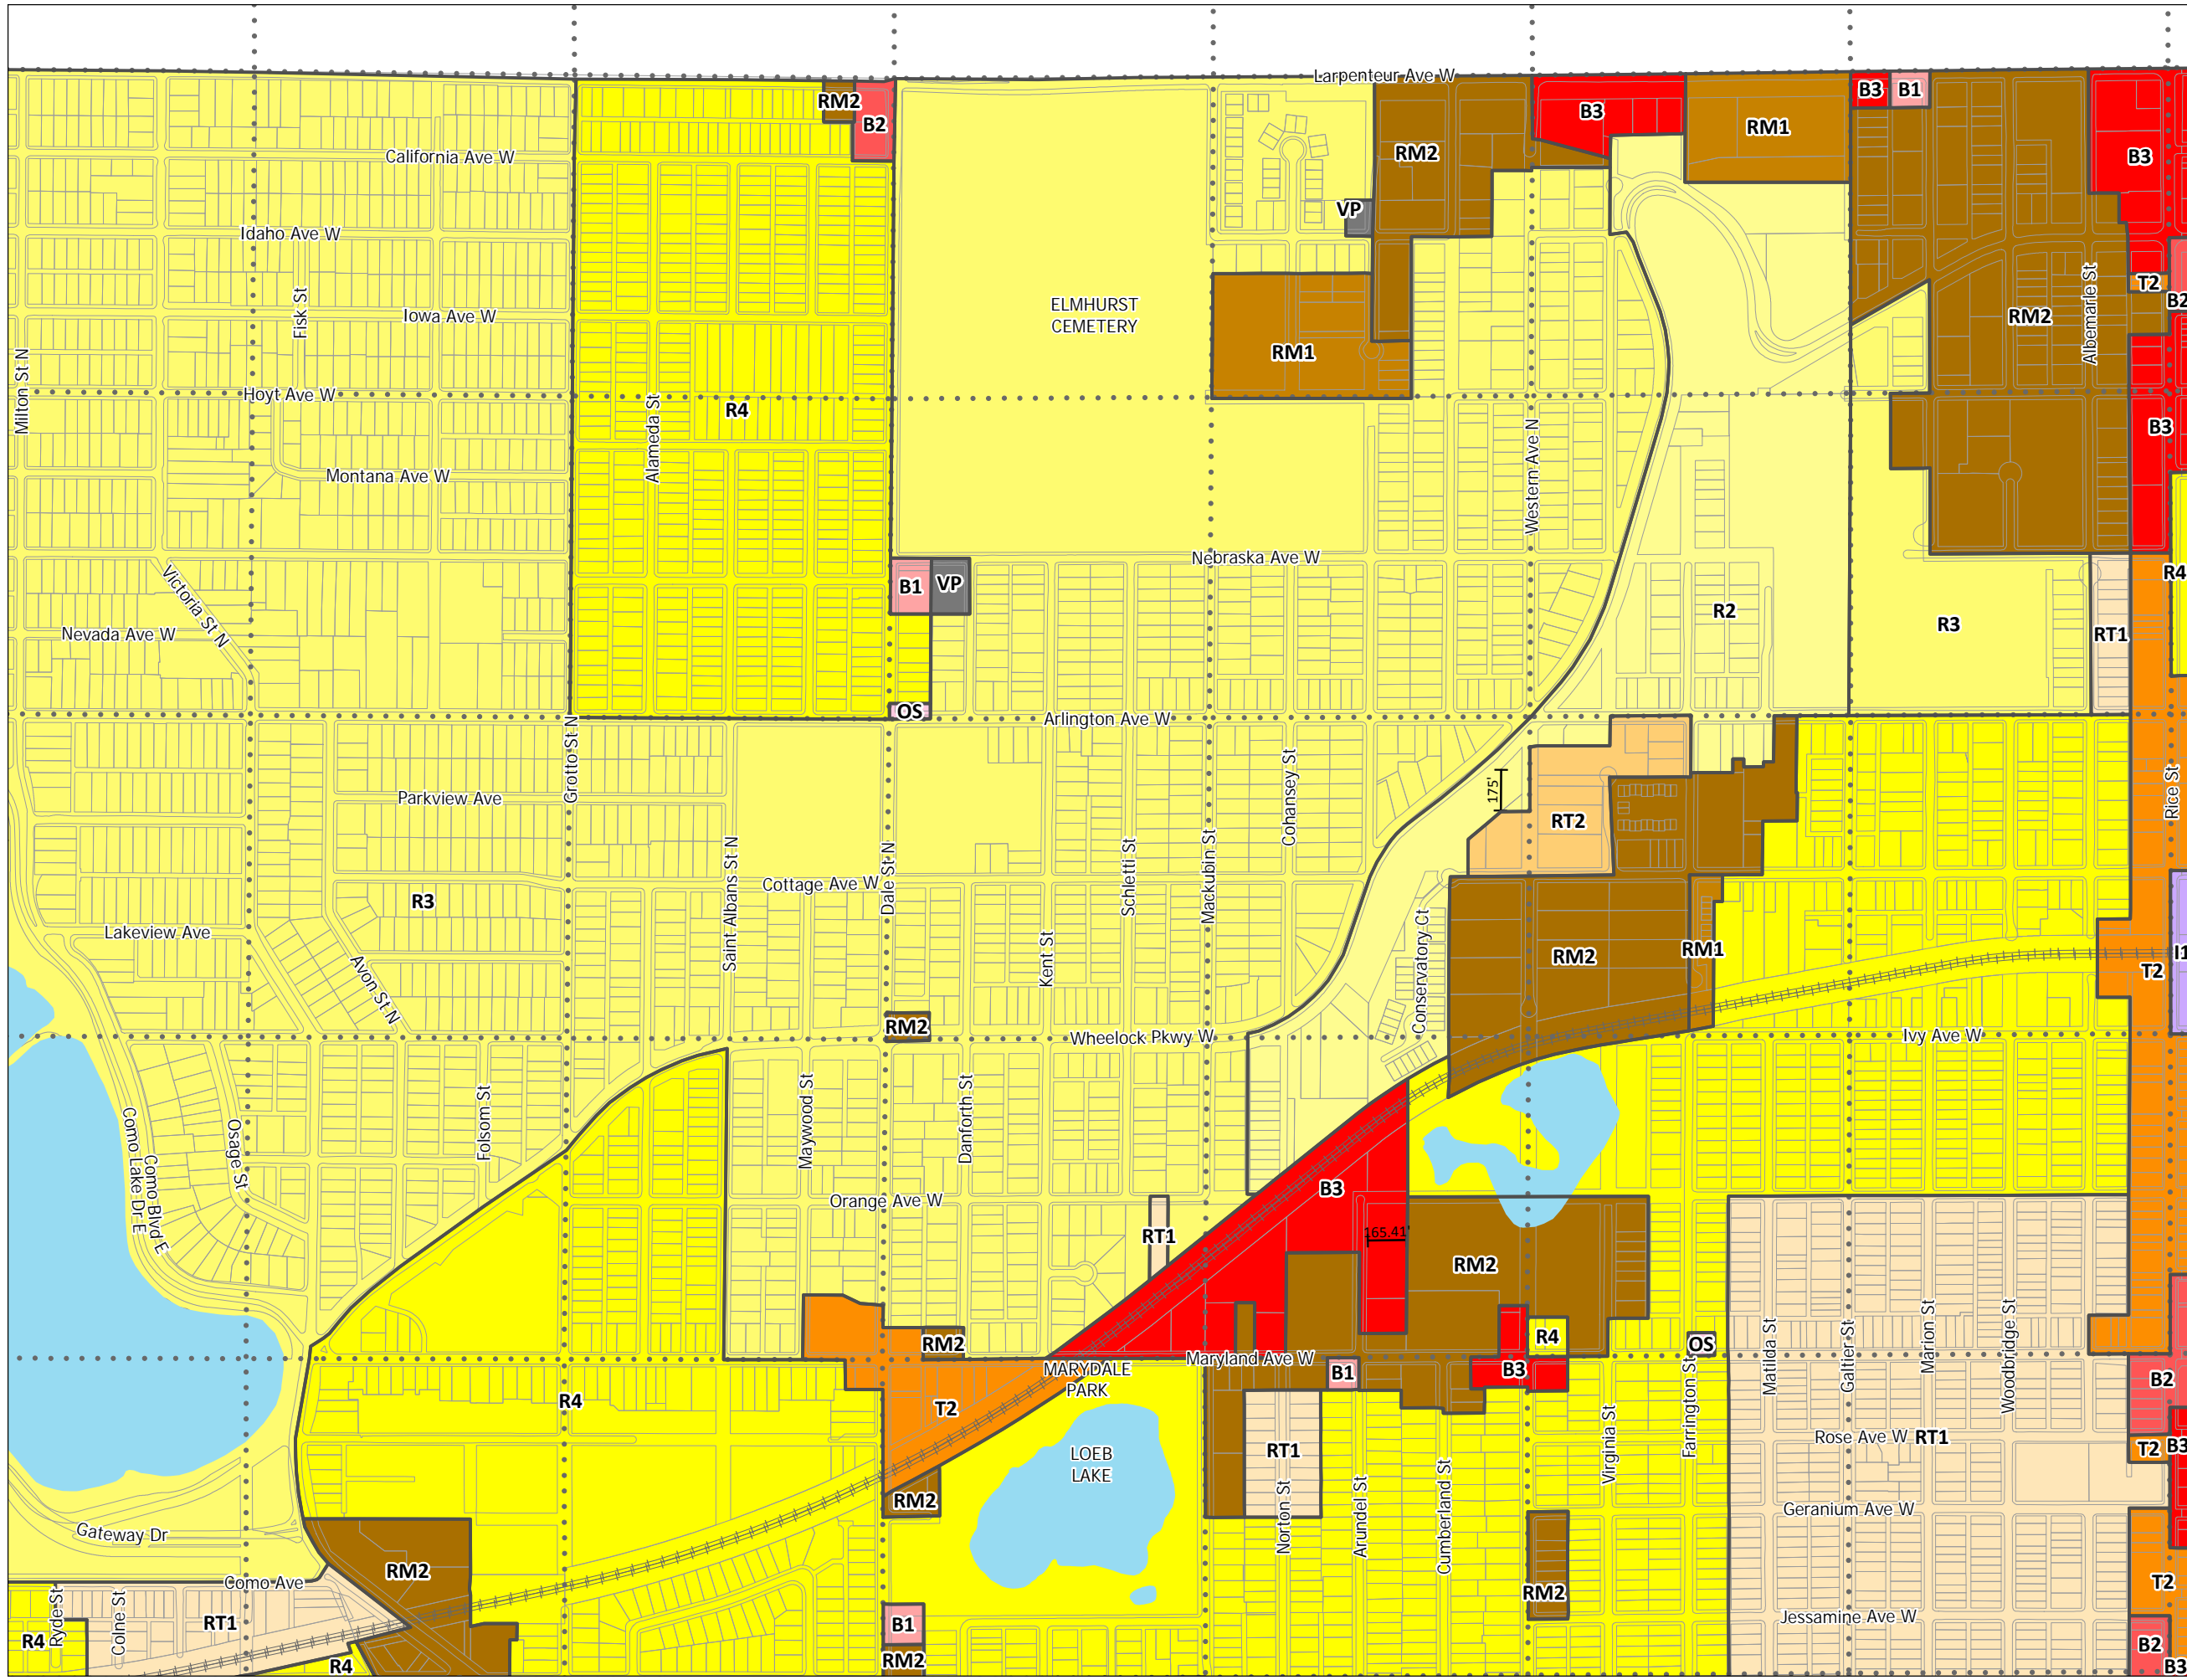 Larpenteur Ave W
RM2
B2
B3
RM1
B3
B1
RM2
B3
California Ave W
VP
Idaho Ave W
ELMHURST
CEMETERY
Fisk St
Iowa Ave W
RM1
RM2
Albemarle St
T2
B2
Milton St N
Hoyt Ave W
Alameda St
R4
B3
Montana Ave W
Western Ave N
Nebraska Ave W
B1
VP
R4
Victoria St N
Nevada Ave W
R2
R3
RT1
OS
Arlington Ave W
Grotto St N
Parkview Ave
Cohansey St
175'
RT2
Rice St
Saint Albans St N
Cottage Ave W
Dale St N
Schletti St
Mackubin St
R3
Lakeview Ave
Avon St N
Kent St
Conservatory Ct
RM2
RM1
I1
T2
RM2
Wheelock Pkwy W
Ivy Ave W
Como Lake Dr E
Como Blvd E
Osage St
Folsom St
Maywood St
Danforth St
Orange Ave W
RT1
B3
165.41'
RM2
RM2
R4
OS
Maryland Ave W
MARYDALE
PARK
B1
B3
Matilda St
Galtier St
Marion St
Woodbridge St
B2
R4
T2
LOEB
LAKE
RT1
Norton St
Arundel St
Cumberland St
Virginia St
Farrington St
Rose Ave W
RT1
T2
B3
RM2
Geranium Ave W
Gateway Dr
RM2
Como Ave
RM2
T2
Ryde St
Colne St
RT1
R4
R4
B1
RM2
Jessamine Ave W
B2
B3